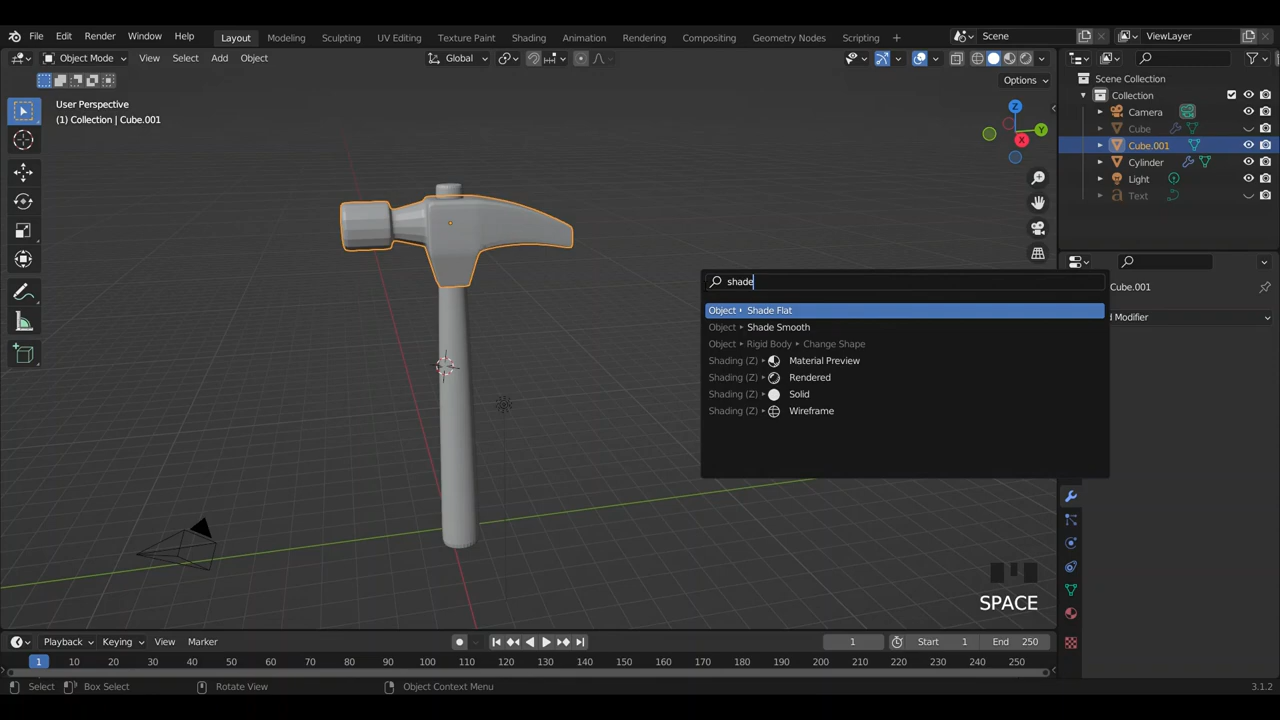 File Edit Render Window Help Layout Modeling Sculpting UV Editing Texture Paint Shading Animation Rendering Compositing Geometry Nodes Scripting + Scene ViewLayer
Object Mode View Select Add Object Global
Options
User Perspective
(1) Collection | Cube.001
Z
Y
X
Scene Collection
Collection
Camera
Cube
Cube.001
Cylinder
Light
Text
Cube.001
d Modifier
shade
Object Shade Flat
Object Shade Smooth
Object Rigid Body Change Shape
Shading (Z) Material Preview
Shading (Z) Rendered
Shading (Z) Solid
Shading (Z) Wireframe
SPACE
Playback Keying View Marker 1 Start 1 End 250
1 10 20 30 40 50 60 70 80 90 100 110 120 130 140 150 160 170 180 190 200 210 220 230 240 250
Select Box Select Rotate View Object Context Menu 3.1.2